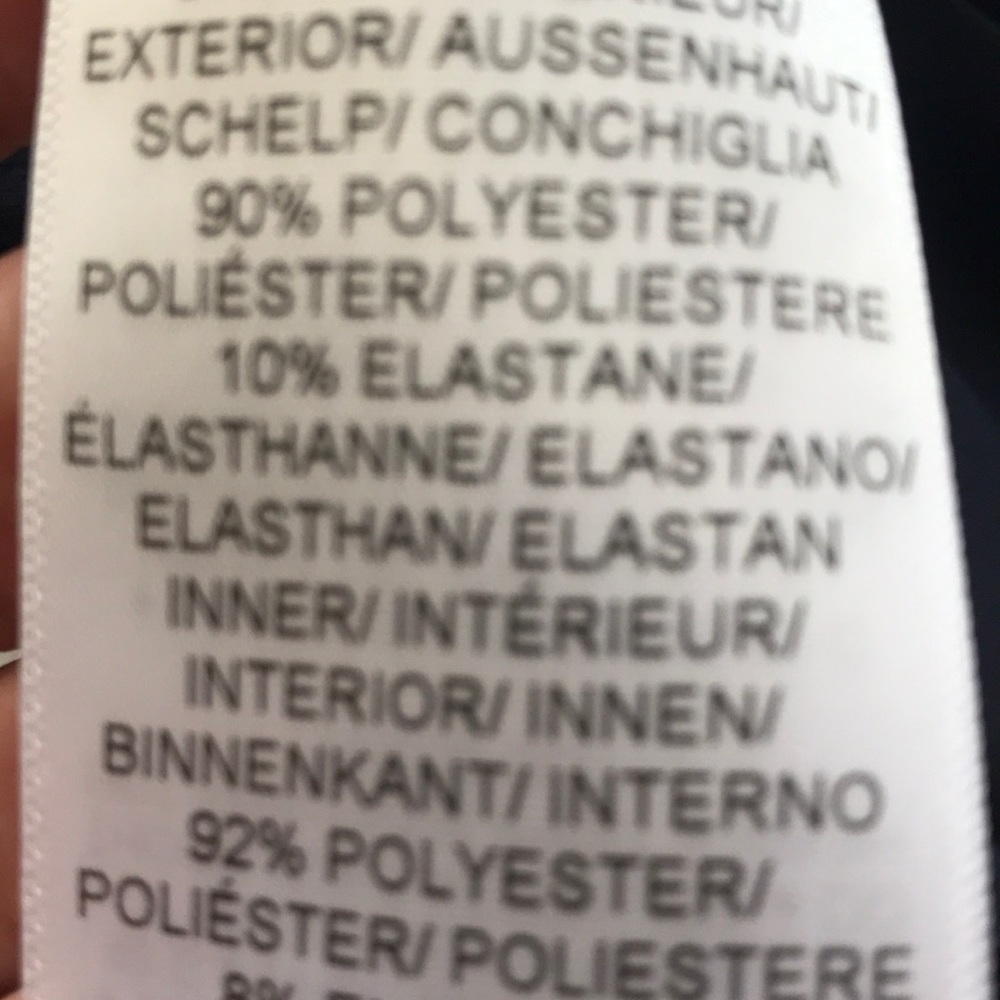 EXTERIOR/ AUSSENHAUT/
SCHELP/ CONCHIGLIA
90% POLYESTER/
POLIÉSTER/ POLIESTERE
10% ELASTANE/
ÉLASTHANNE/ ELASTANO/
ELASTHAN/ ELASTAN
INNER/ INTÉRIEUR/
INTERIOR/ INNEN/
BINNENKANT/ INTERNO
92% POLYESTER/
POLIÉSTER/ POLIESTERE
8%